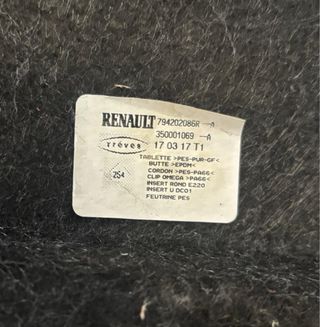 RENAULT 794202086R --A
350001069 --A
trèves 17 03 17 T1
TABLETTE >PES-PUR-GF<
BUTTE >EPDM<
CORDON >PES-PA66<
2S4 CLIP OMEGA >PA66<
INSERT ROND E220
INSERT U DC01
FEUTRINE PES